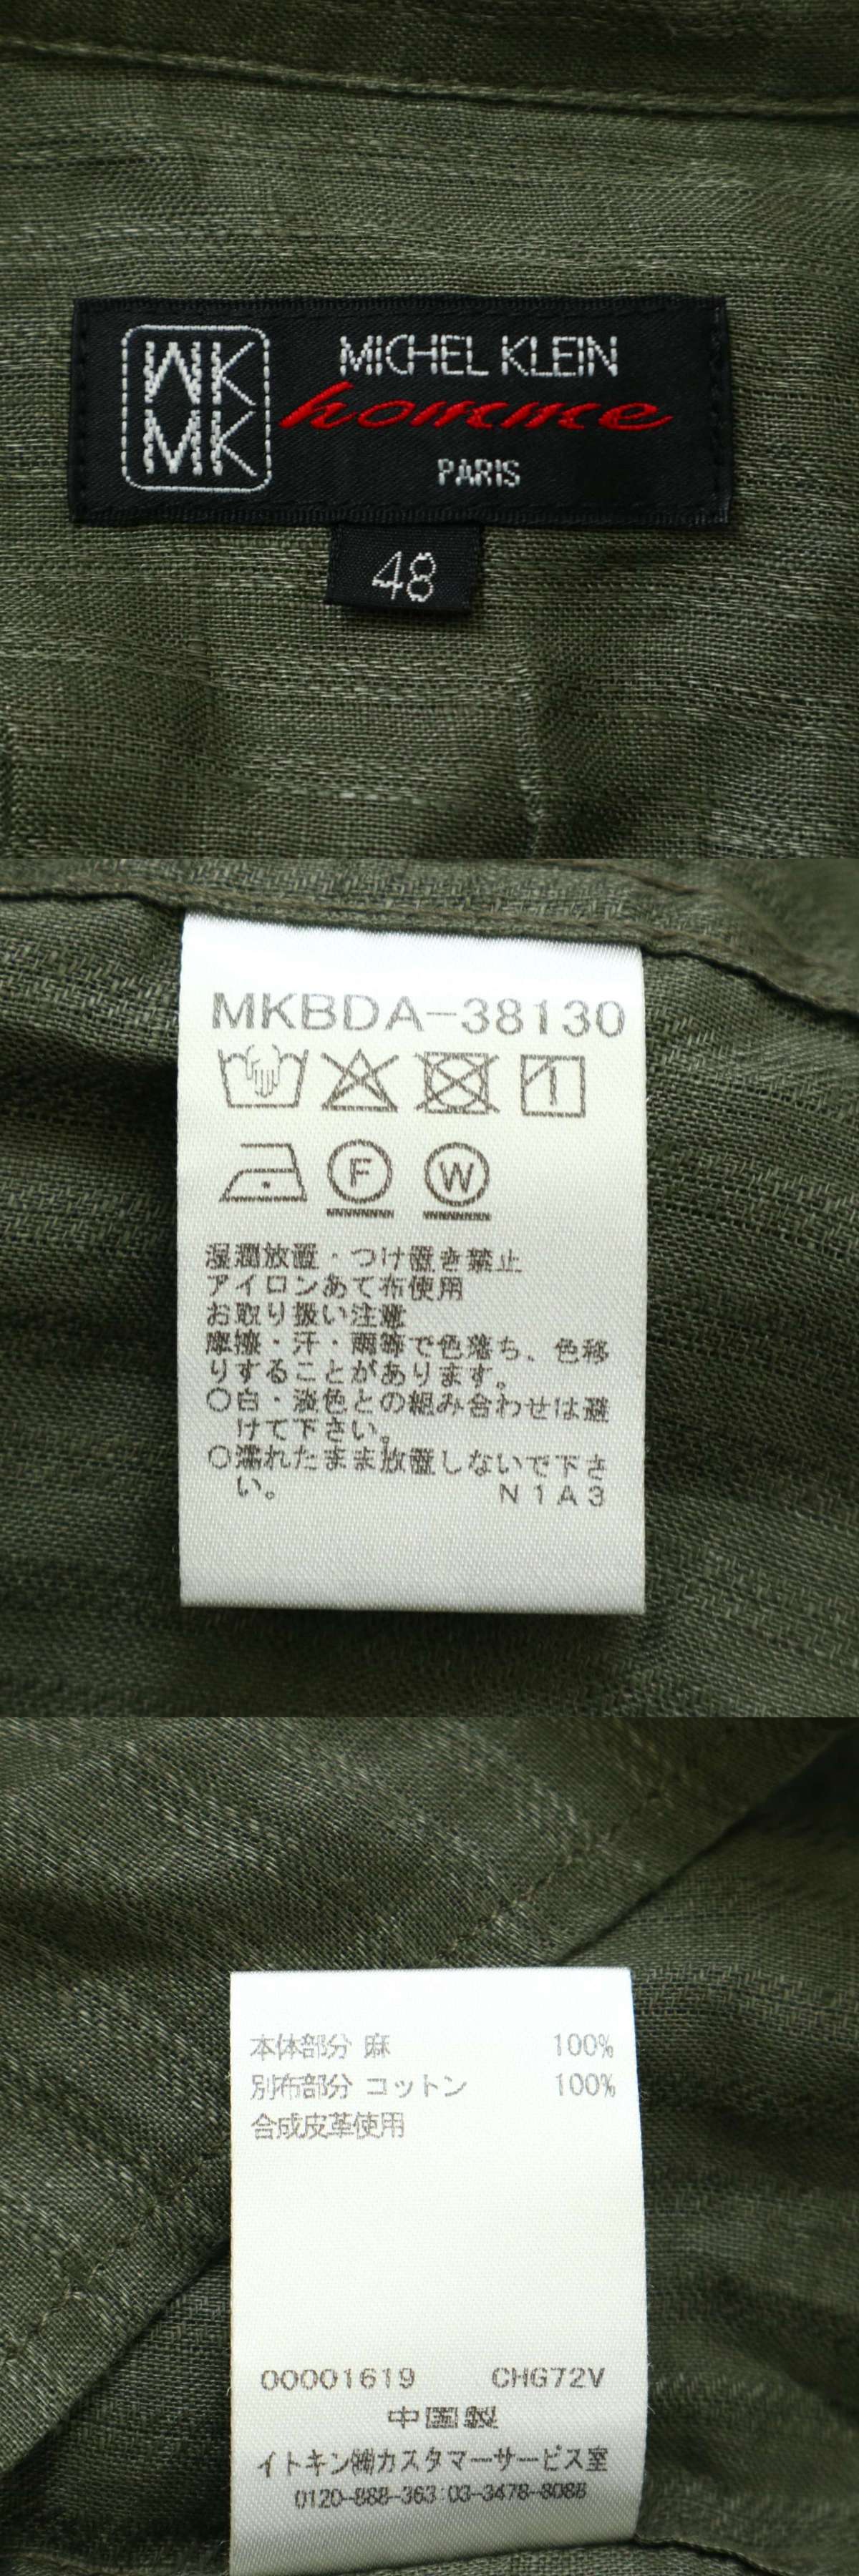 WK
MK
MICHEL KLEIN
homme
PARIS
48
MKBDA-38130
F
W
湿潤放置・つけ置き禁止
アイロンあて布使用
お取り扱い注意
摩擦・汗・雨等で色落ち、色移
りすることがあります。
○白・淡色との組み合わせは避
けて下さい。
○濡れたまま放置しないで下さ
い。 N1A3
本体部分 麻 100%
別布部分 コットン 100%
合成皮革使用
00001619 CHG72V
中国製
イトキン㈱カスタマーサービス室
0120-888-363:03-3478-8088